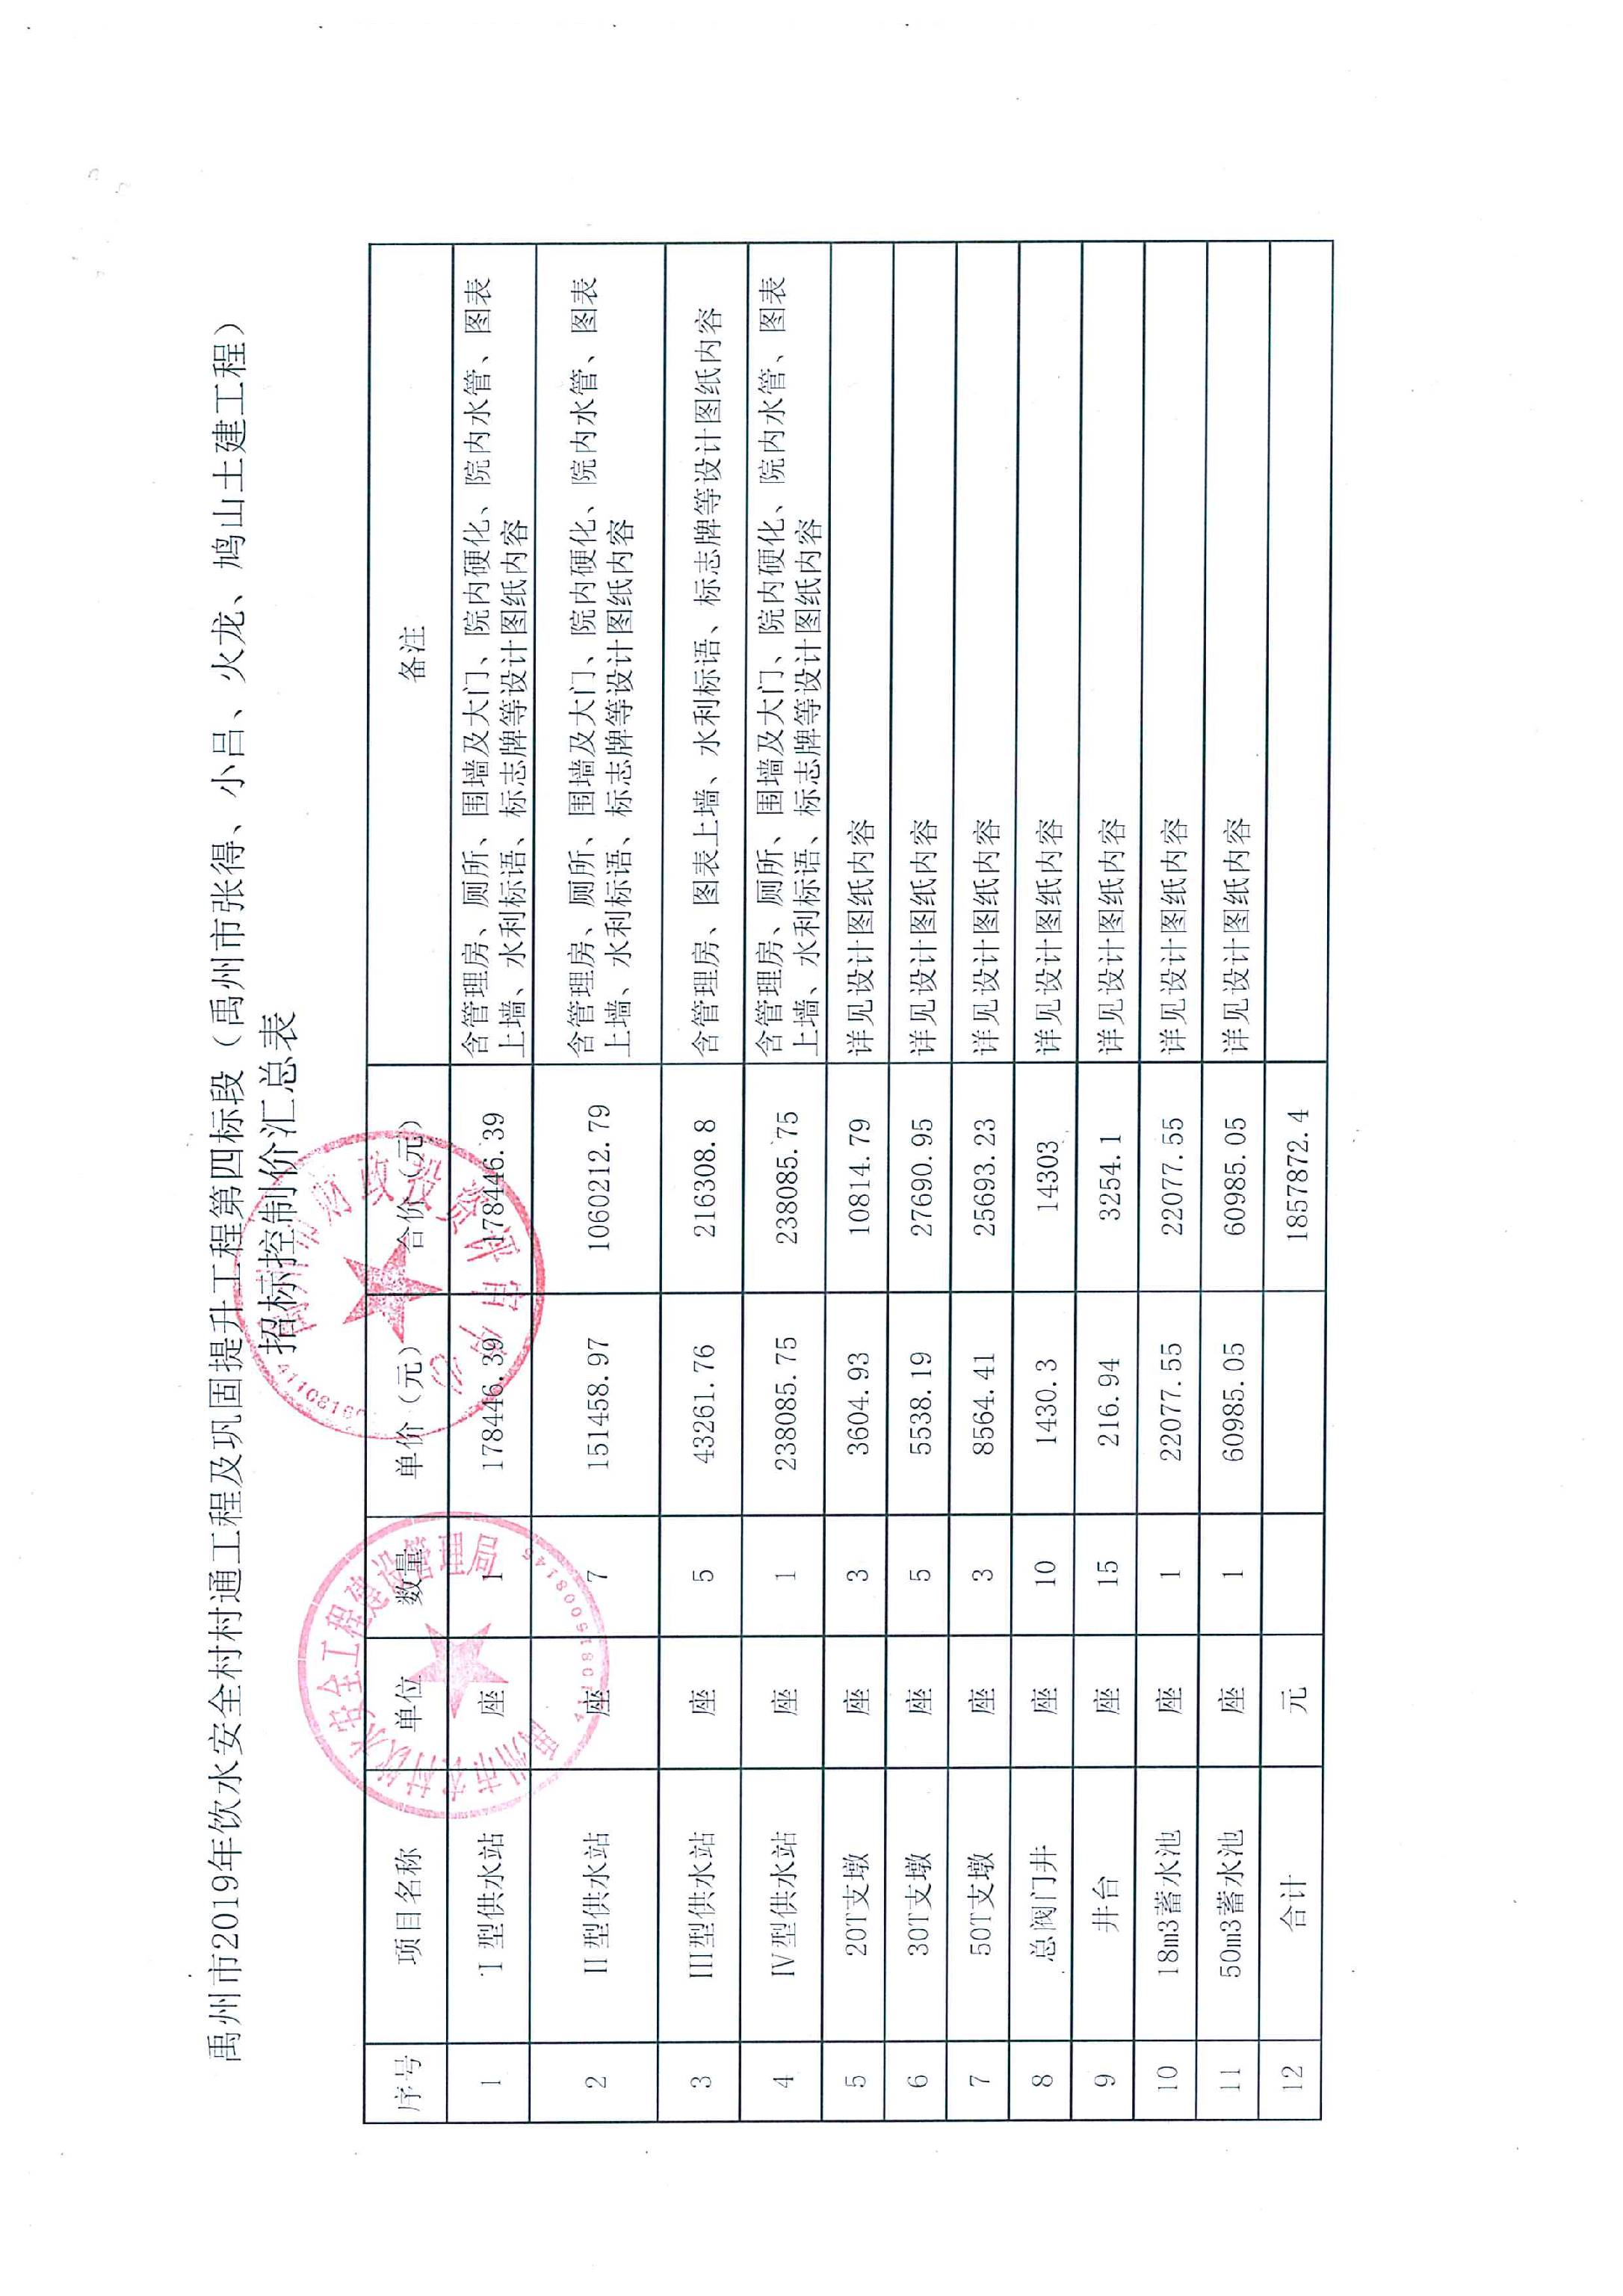 禹州市2019年饮水安全村村通工程及巩固提升工程第四标段（禹州市张得、小吕、火龙、鸠山土建工程）
招标控制价汇总表
序号 项目名称 单位 数量 单价（元） 合价（元） 备注
1 I型供水站 座 1 178446.39 178446.39 含管理房、厕所、围墙及大门、院内硬化、院内水管、图表
上墙、水利标语、标志牌等设计图纸内容
2 II型供水站 座 7 151458.97 1060212.79 含管理房、厕所、围墙及大门、院内硬化、院内水管、图表
上墙、水利标语、标志牌等设计图纸内容
3 III型供水站 座 5 43261.76 216308.8 含管理房、图表上墙、水利标语、标志牌等设计图纸内容
4 IV型供水站 座 1 238085.75 238085.75 含管理房、厕所、围墙及大门、院内硬化、院内水管、图表
上墙、水利标语、标志牌等设计图纸内容
5 20T支墩 座 3 3604.93 10814.79 详见设计图纸内容
6 30T支墩 座 5 5538.19 27690.95 详见设计图纸内容
7 50T支墩 座 3 8564.41 25693.23 详见设计图纸内容
8 总阀门井 座 10 1430.3 14303 详见设计图纸内容
9 井台 座 15 216.94 3254.1 详见设计图纸内容
10 18m3蓄水池 座 1 22077.55 22077.55 详见设计图纸内容
11 50m3蓄水池 座 1 60985.05 60985.05 详见设计图纸内容
12 合计 元 1857872.4
禹州市农村饮水安全工程建设管理局